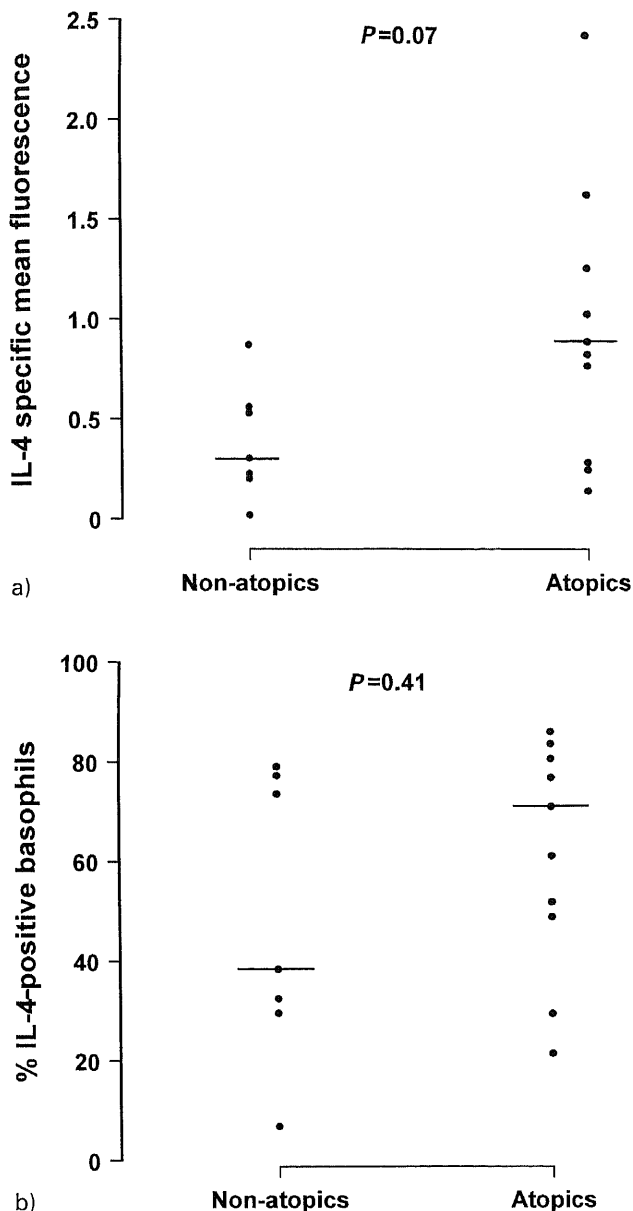 2.5
P=0.07
2.0
1.5
1.0
0.5
0
IL-4 specific mean fluorescence
Non-atopics Atopics
a)
100
P=0.41
80
60
40
20
0
% IL-4-positive basophils
Non-atopics Atopics
b)